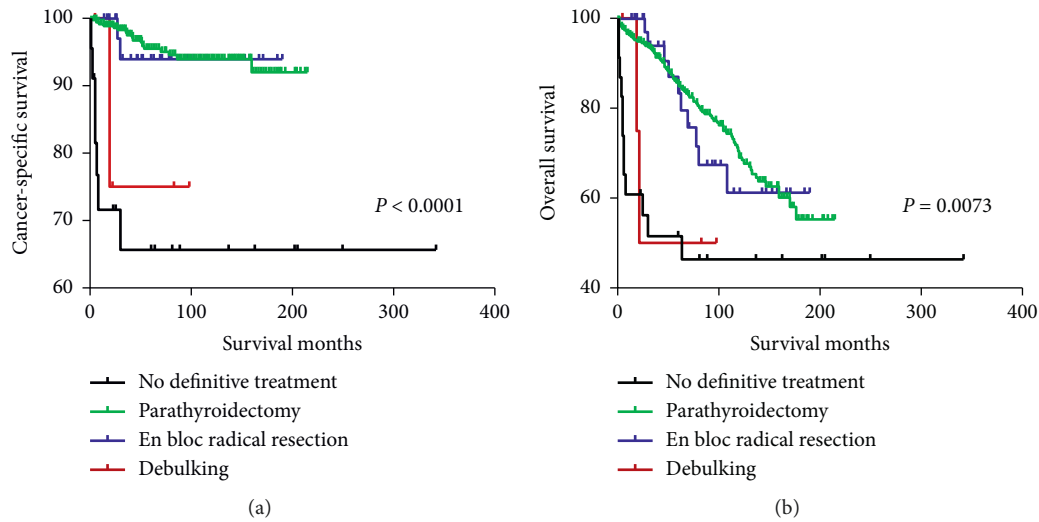 100
90
80
70
60
Cancer-specific survival
P < 0.0001
0
100
200
300
400
Survival months
No definitive treatment
Parathyroidectomy
En bloc radical resection
Debulking
(a)
100
80
60
40
Overall survival
P = 0.0073
0
100
200
300
400
Survival months
No definitive treatment
Parathyroidectomy
En bloc radical resection
Debulking
(b)